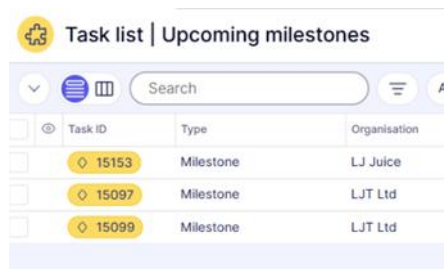 Task list | Upcoming milestones
Search
A
Task ID Type Organisation
15153 Milestone LJ Juice
15097 Milestone LJT Ltd
15099 Milestone LJT Ltd